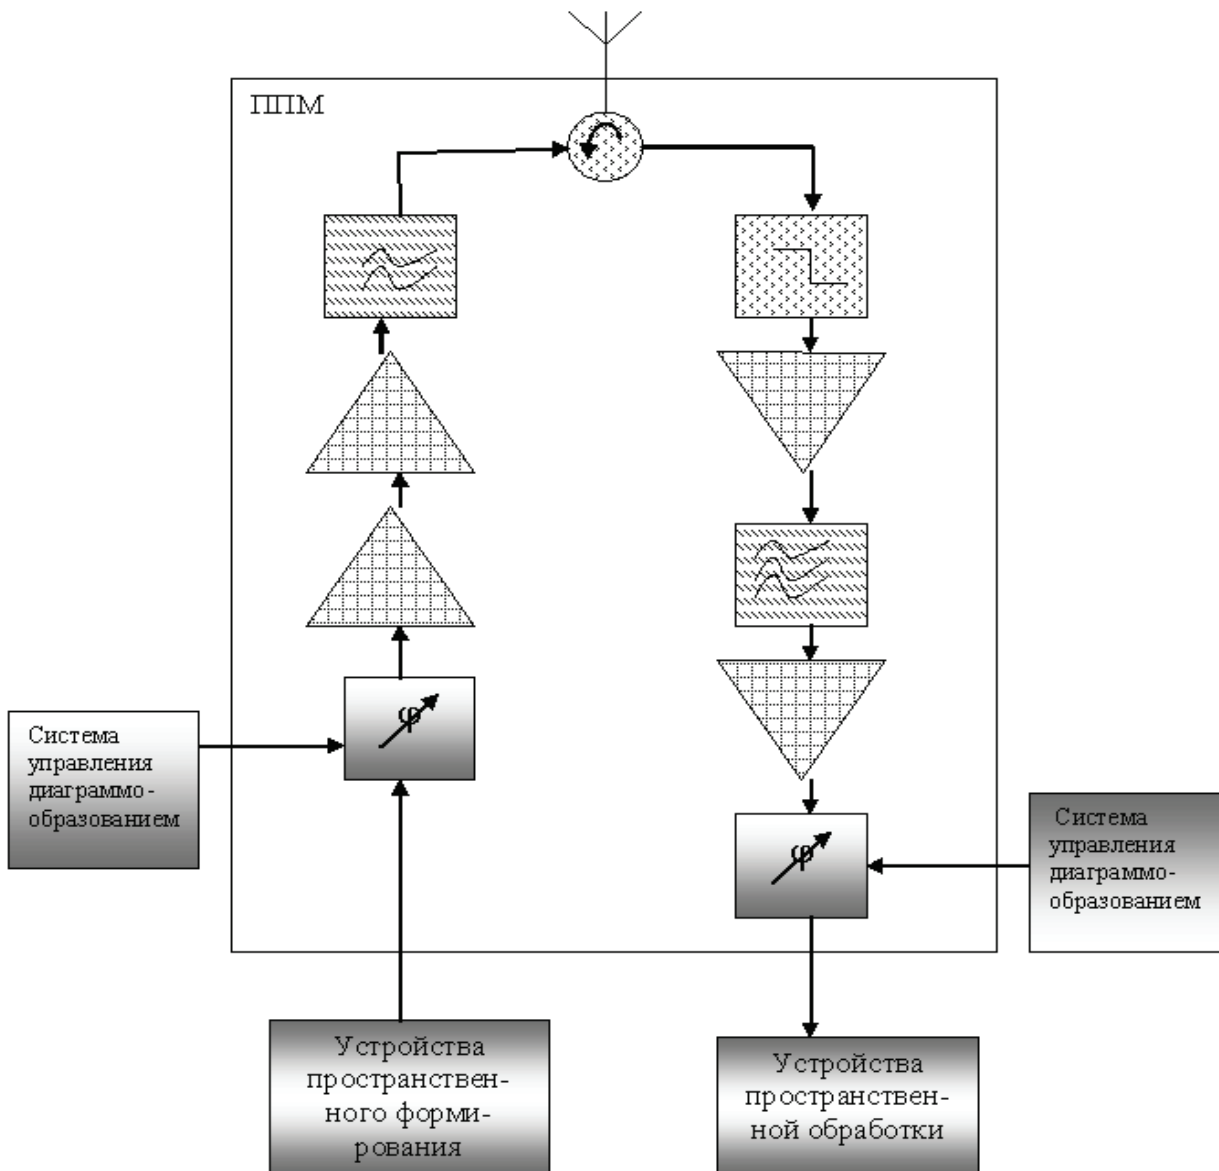 ППМ
φ
Система
управления
диаграммо-
образованием
φ
Система
управления
диаграммо-
образованием
Устройства
пространствен-
ного форми-
рования
Устройства
пространствен-
ной обработки